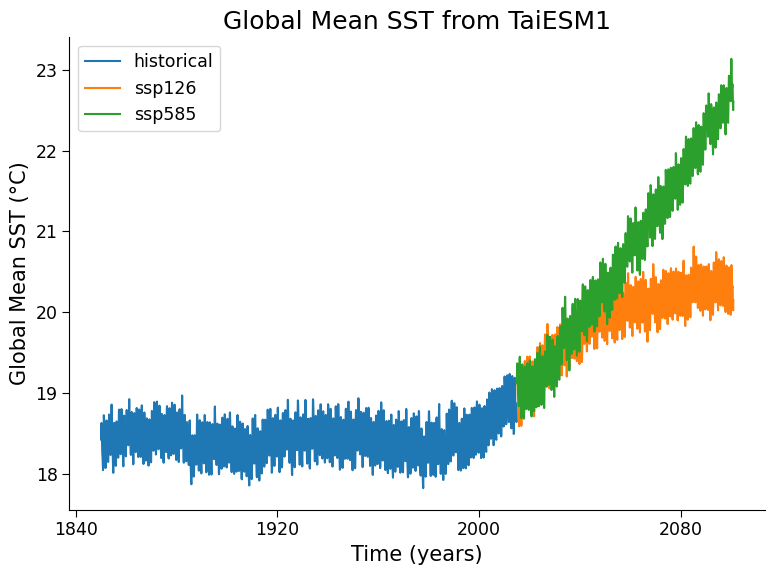 Global Mean SST from TaiESM1
historical
ssp126
ssp585
Global Mean SST (°C)
23
22
21
20
19
18
1840
1920
2000
2080
Time (years)